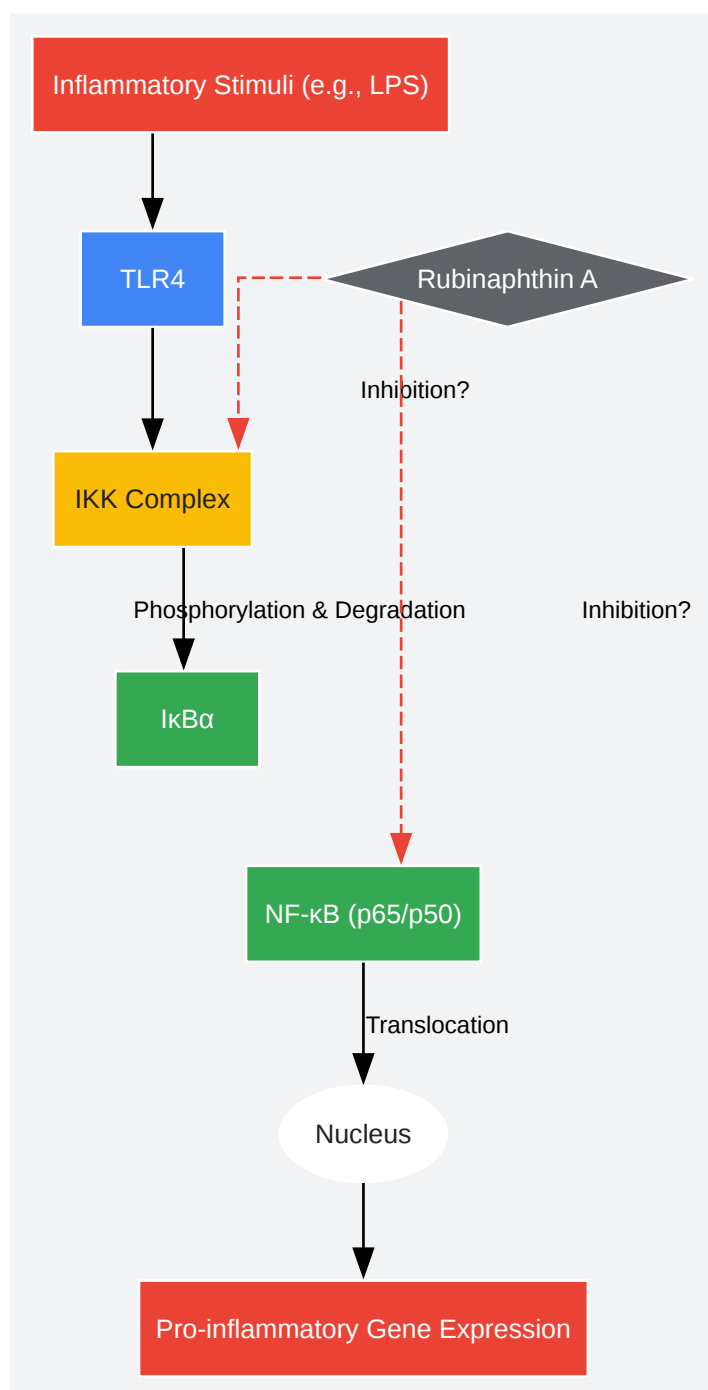 Inflammatory Stimuli (e.g., LPS)
TLR4
Rubinaphthin A
Inhibition?
IKK Complex
Phosphorylation & Degradation
Inhibition?
IκBα
NF-κB (p65/p50)
Translocation
Nucleus
Pro-inflammatory Gene Expression